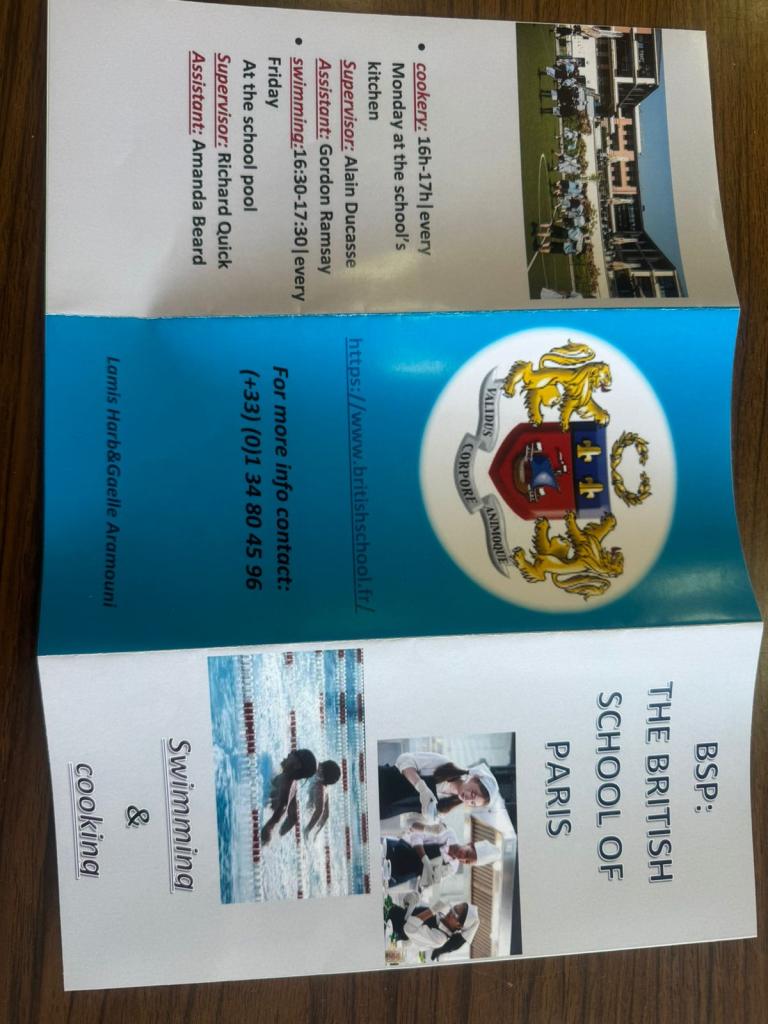 • cookery: 16h-17h|every
Monday at the school's
kitchen
Supervisor: Alain Ducasse
Assistant: Gordon Ramsay
• swimming:16:30-17:30|every
Friday
At the school pool
Supervisor: Richard Quick
Assistant: Amanda Beard
VALIDUS CORPORE ANIMOQUE
https://www.britishschool.fr/
For more info contact:
(+33) (0)1 34 80 45 96
Lamis Harb&Gaelle Aramouni
BSP:
THE BRITISH
SCHOOL OF
PARIS
Swimming
&
cooking